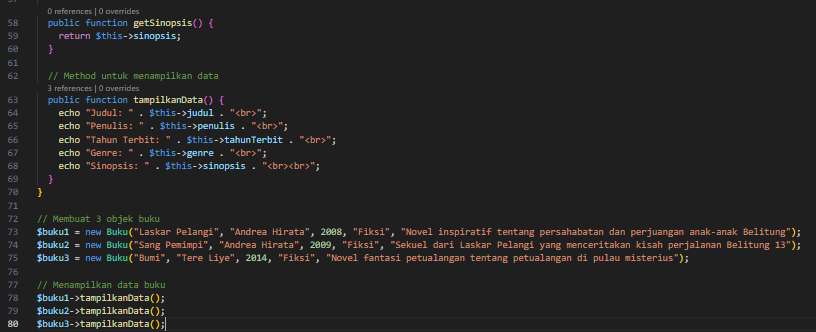 0 references | 0 overrides
58 public function getSinopsis() {
59 return $this->sinopsis;
60 }
61
62 // Method untuk menampilkan data
3 references | 0 overrides
63 public function tampilkanData() {
64 echo "Judul: " . $this->judul . "<br>";
65 echo "Penulis: " . $this->penulis . "<br>";
66 echo "Tahun Terbit: " . $this->tahunTerbit . "<br>";
67 echo "Genre: " . $this->genre . "<br>";
68 echo "Sinopsis: " . $this->sinopsis . "<br><br>";
69 }
70 }
71
72 // Membuat 3 objek buku
73 $buku1 = new Buku("Laskar Pelangi", "Andrea Hirata", 2008, "Fiksi", "Novel inspiratif tentang persahabatan dan perjuangan anak-anak Belitung");
74 $buku2 = new Buku("Sang Pemimpi", "Andrea Hirata", 2009, "Fiksi", "Sekuel dari Laskar Pelangi yang menceritakan kisah perjalanan Belitung 13");
75 $buku3 = new Buku("Bumi", "Tere Liye", 2014, "Fiksi", "Novel fantasi petualangan tentang petualangan di pulau misterius");
76
77 // Menampilkan data buku
78 $buku1->tampilkanData();
79 $buku2->tampilkanData();
80 $buku3->tampilkanData();